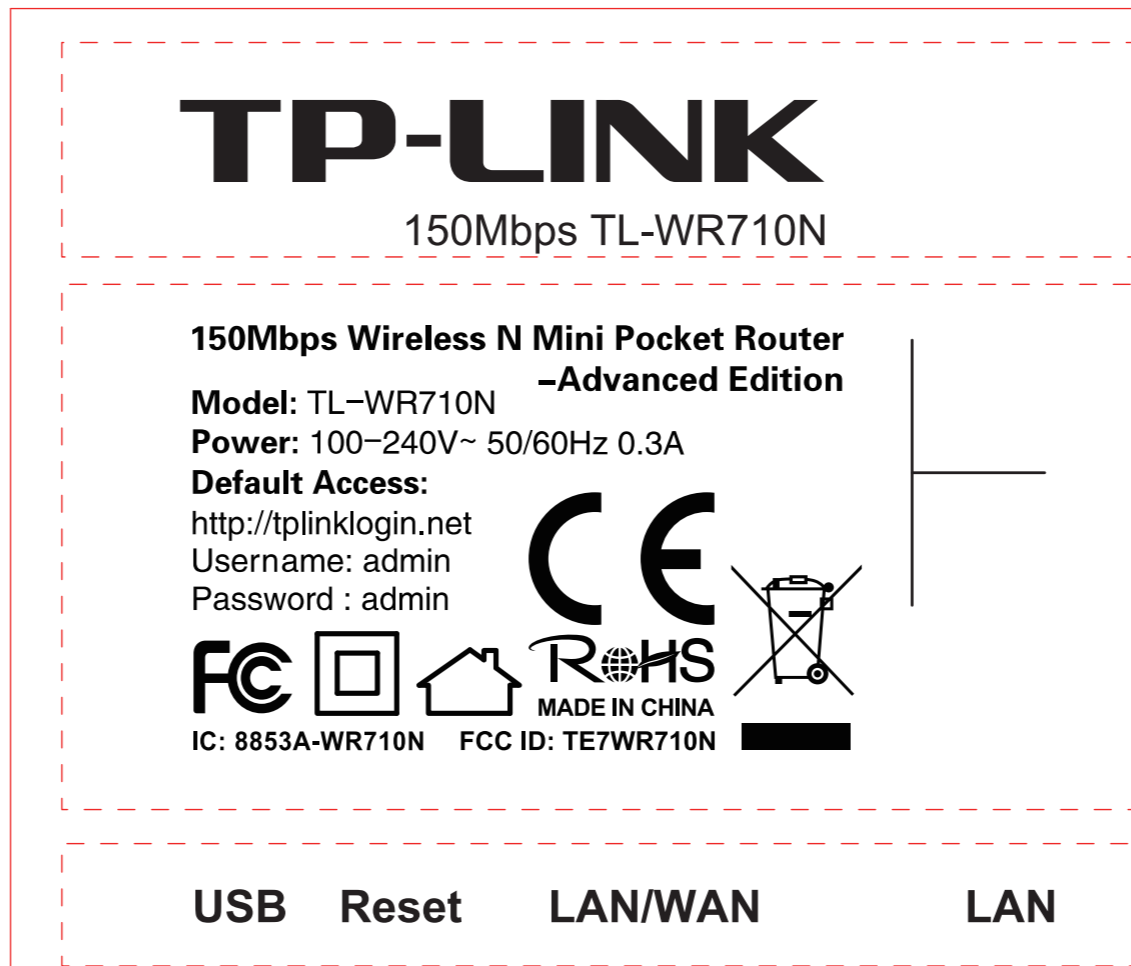 TP-LINK
150Mbps TL-WR710N
150Mbps Wireless N Mini Pocket Router
–Advanced Edition
Model: TL–WR710N
Power: 100–240V~ 50/60Hz 0.3A
Default Access:
http://tplinklogin.net
Username: admin
Password : admin
CE
FC RoHS
MADE IN CHINA
IC: 8853A-WR710N FCC ID: TE7WR710N
USB Reset LAN/WAN LAN